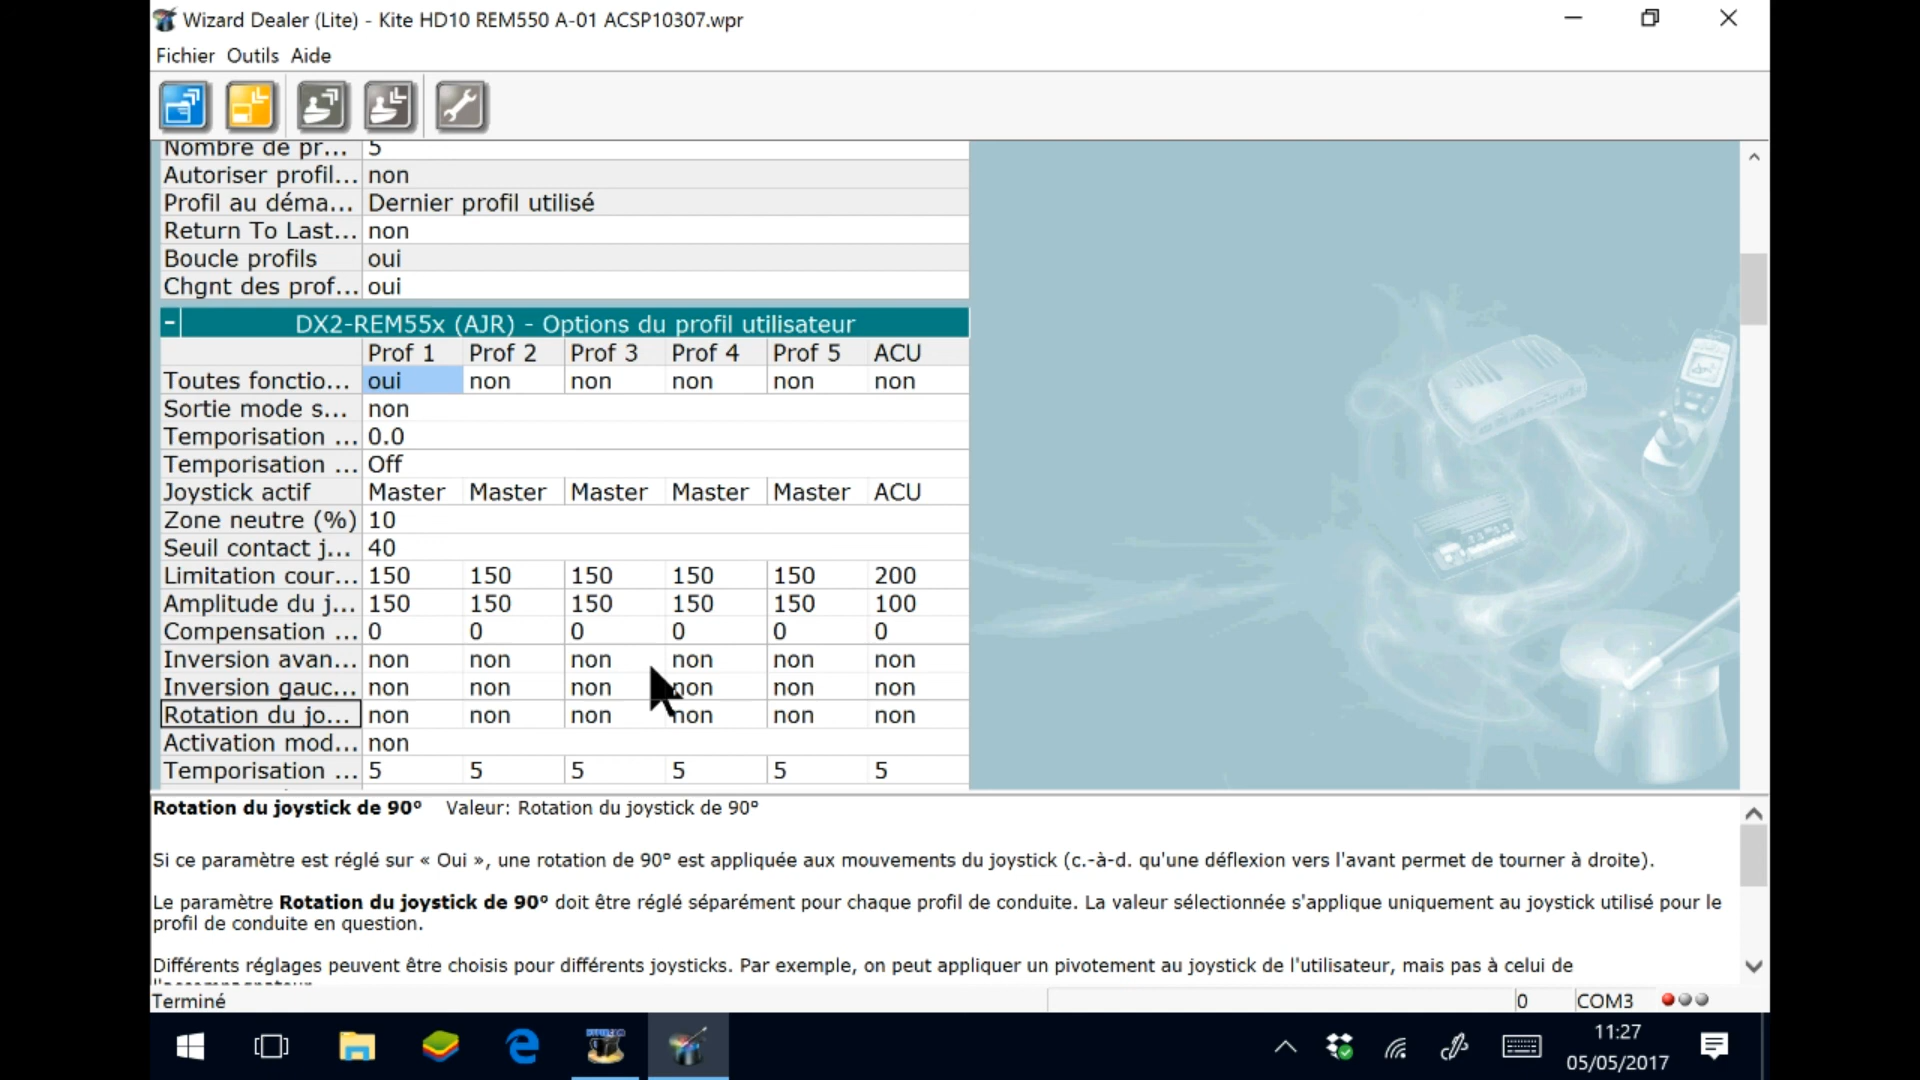 Wizard Dealer (Lite) - Kite HD10 REM550 A-01 ACSP10307.wpr
Fichier Outils Aide
Nombre de pr... 5
Autoriser profil... non
Profil au déma... Dernier profil utilisé
Return To Last... non
Boucle profils oui
Chgnt des prof... oui
- DX2-REM55x (AJR) - Options du profil utilisateur
Prof 1 Prof 2 Prof 3 Prof 4 Prof 5 ACU
Toutes fonctio... oui non non non non non
Sortie mode s... non
Temporisation ... 0.0
Temporisation ... Off
Joystick actif Master Master Master Master Master ACU
Zone neutre (%) 10
Seuil contact j... 40
Limitation cour... 150 150 150 150 150 200
Amplitude du j... 150 150 150 150 150 100
Compensation ... 0 0 0 0 0 0
Inversion avan... non non non non non non
Inversion gauc... non non non non non non
Rotation du jo... non non non non non non
Activation mod... non
Temporisation ... 5 5 5 5 5 5
Rotation du joystick de 90° Valeur: Rotation du joystick de 90°
Si ce paramètre est réglé sur « Oui », une rotation de 90° est appliquée aux mouvements du joystick (c.-à-d. qu'une déflexion vers l'avant permet de tourner à droite).
Le paramètre Rotation du joystick de 90° doit être réglé séparément pour chaque profil de conduite. La valeur sélectionnée s'applique uniquement au joystick utilisé pour le
profil de conduite en question.
Différents réglages peuvent être choisis pour différents joysticks. Par exemple, on peut appliquer un pivotement au joystick de l'utilisateur, mais pas à celui de
Terminé 0 COM3
11:27
05/05/2017